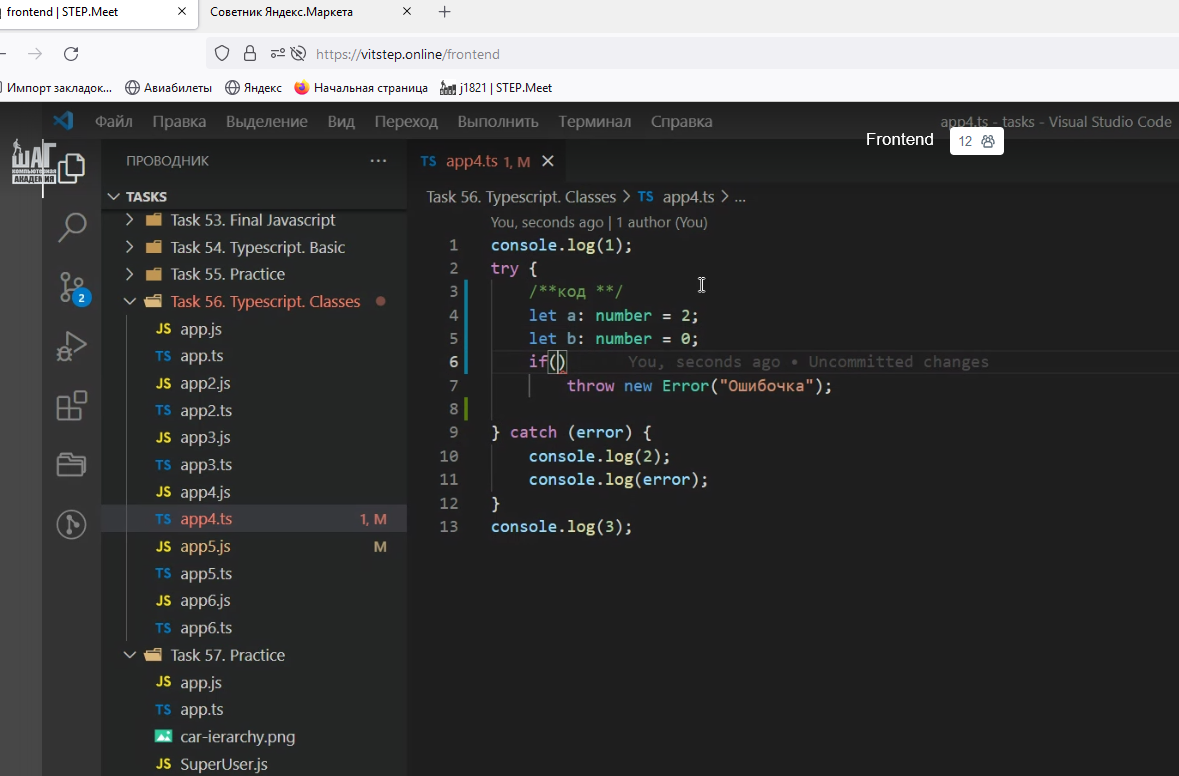 frontend | STEP.Meet
Советник Яндекс.Маркета
https://vitstep.online/frontend
Импорт закладок...
Авиабилеты
Яндекс
Начальная страница
j1821 | STEP.Meet
Файл Правка Выделение Вид Переход Выполнить Терминал Справка
app4.ts - tasks - Visual Studio Code
Frontend
12
ШАГ
КОМПЬЮТЕРНАЯ
АКАДЕМИЯ
2
ПРОВОДНИК
TASKS
Task 53. Final Javascript
Task 54. Typescript. Basic
Task 55. Practice
Task 56. Typescript. Classes
JS app.js
TS app.ts
JS app2.js
TS app2.ts
JS app3.js
TS app3.ts
JS app4.js
TS app4.ts 1, M
JS app5.js M
TS app5.ts
JS app6.js
TS app6.ts
Task 57. Practice
JS app.js
TS app.ts
car-ierarchy.png
JS SuperUser.js
TS app4.ts 1, M
Task 56. Typescript. Classes > TS app4.ts > ...
You, seconds ago | 1 author (You)
1 console.log(1);
2 try {
3 /**код **/
4 let a: number = 2;
5 let b: number = 0;
6 if() You, seconds ago • Uncommitted changes
7 throw new Error("Ошибочка");
8
9 } catch (error) {
10 console.log(2);
11 console.log(error);
12 }
13 console.log(3);